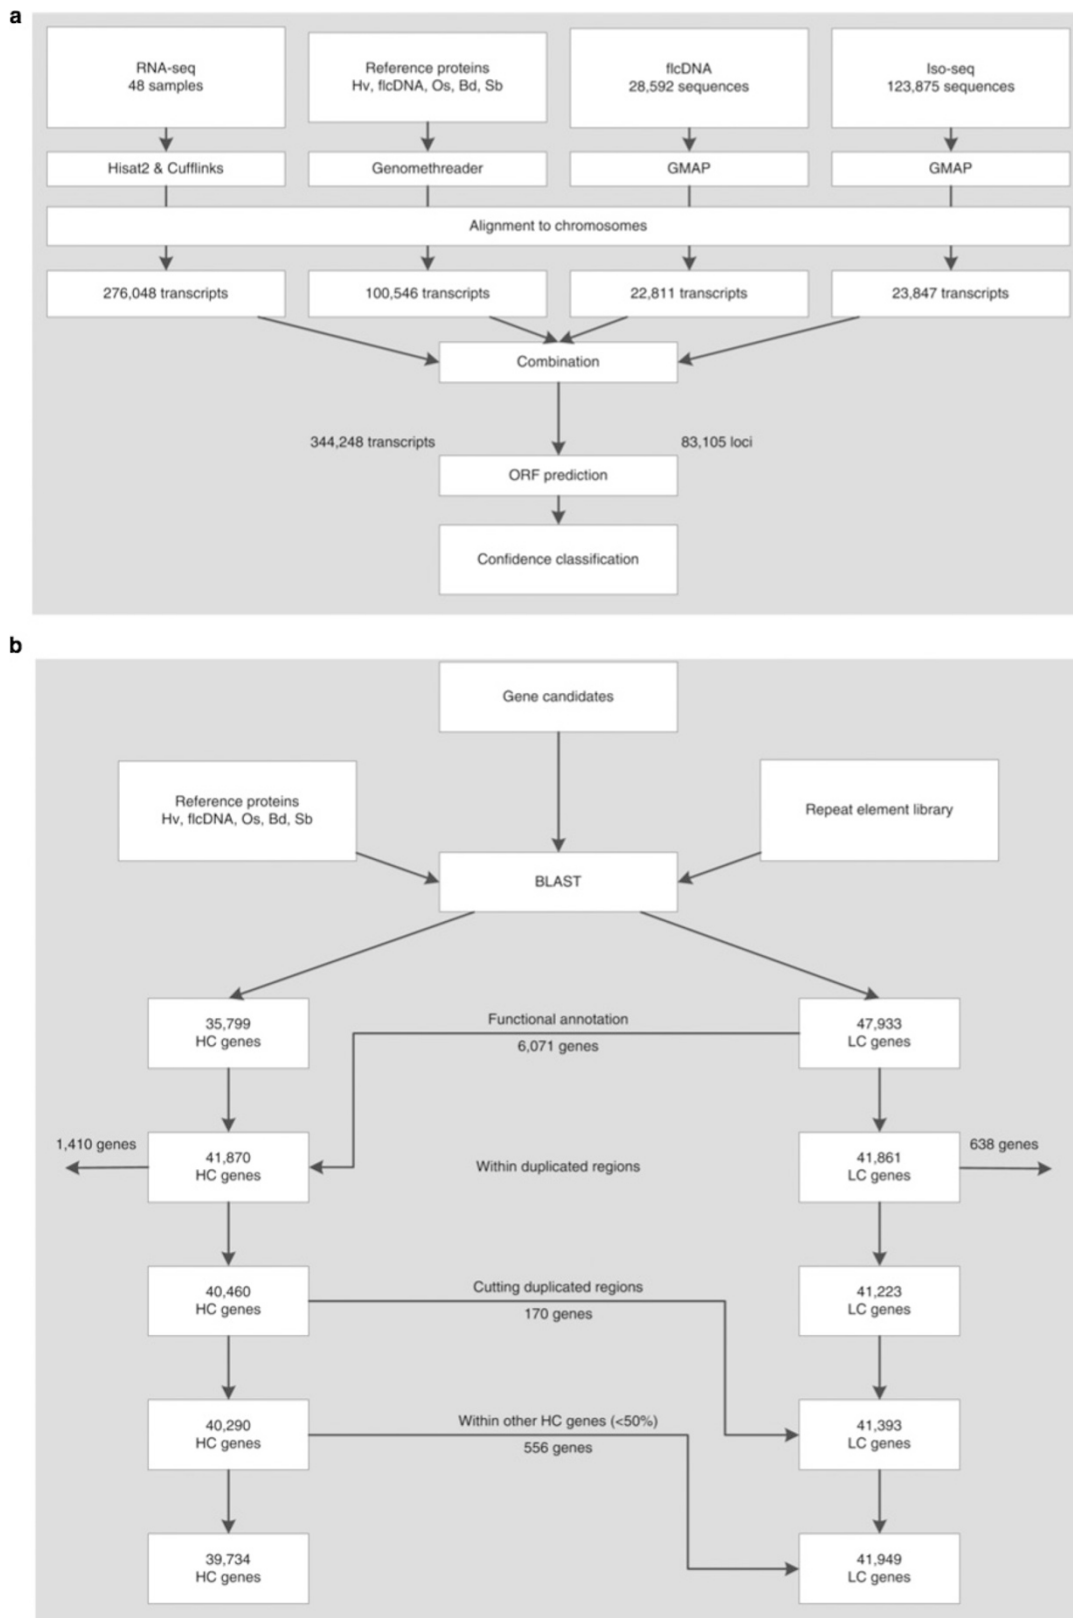 a
RNA-seq
48 samples
Reference proteins
Hv, flcDNA, Os, Bd, Sb
flcDNA
28,592 sequences
Iso-seq
123,875 sequences
Hisat2 & Cufflinks
Genomethreader
GMAP
GMAP
Alignment to chromosomes
276,048 transcripts
100,546 transcripts
22,811 transcripts
23,847 transcripts
Combination
344,248 transcripts
83,105 loci
ORF prediction
Confidence classification
b
Gene candidates
Reference proteins
Hv, flcDNA, Os, Bd, Sb
Repeat element library
BLAST
35,799
HC genes
Functional annotation
6,071 genes
47,933
LC genes
1,410 genes
41,870
HC genes
Within duplicated regions
41,861
LC genes
638 genes
40,460
HC genes
Cutting duplicated regions
170 genes
41,223
LC genes
40,290
HC genes
Within other HC genes (<50%)
556 genes
41,393
LC genes
39,734
HC genes
41,949
LC genes